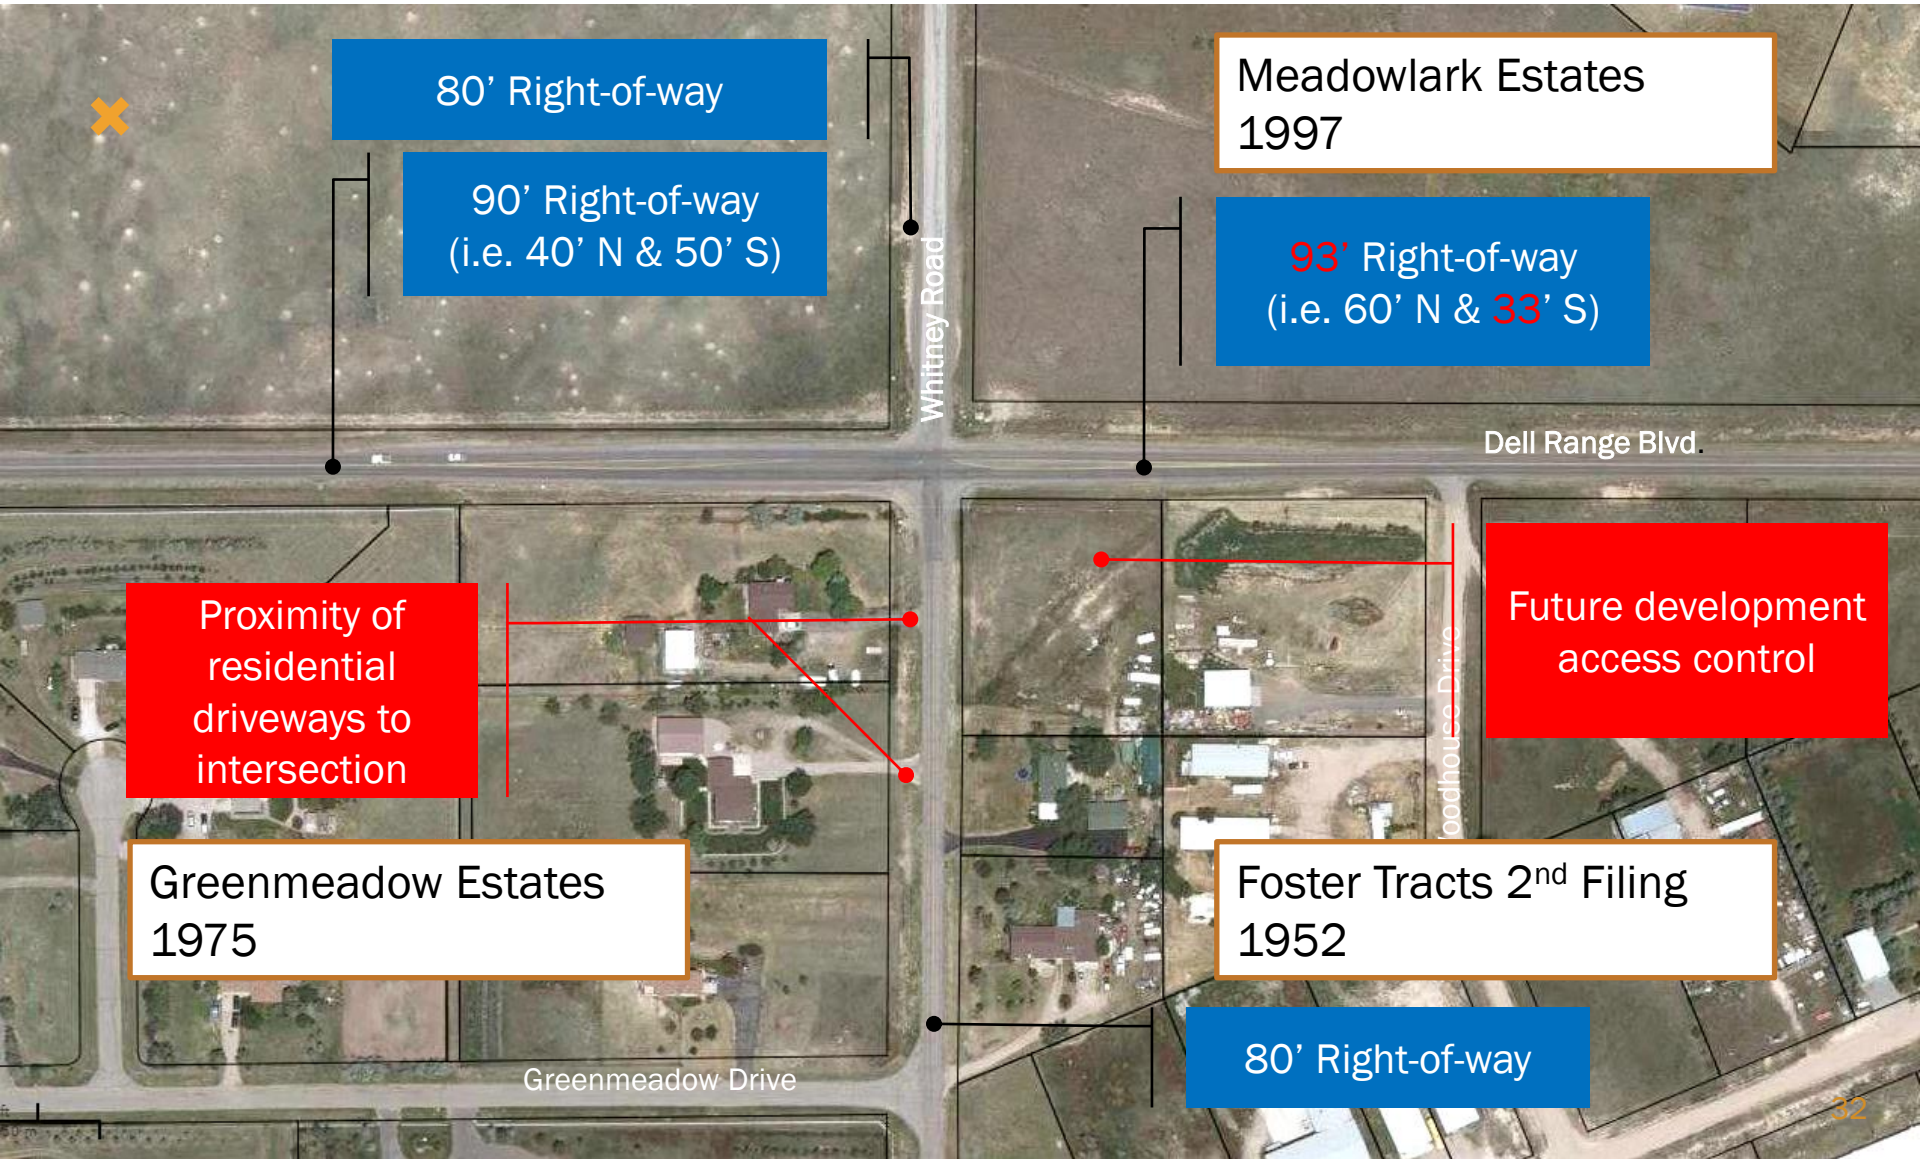 80’ Right-of-way
Meadowlark Estates
1997
90’ Right-of-way
(i.e. 40’ N & 50’ S)
93’ Right-of-way
(i.e. 60’ N & 33’ S)
Whitney Road
Dell Range Blvd.
Proximity of
residential
driveways to
intersection
Future development
access control
oodhouse Drive
Greenmeadow Estates
1975
Foster Tracts 2nd Filing
1952
80’ Right-of-way
Greenmeadow Drive
32